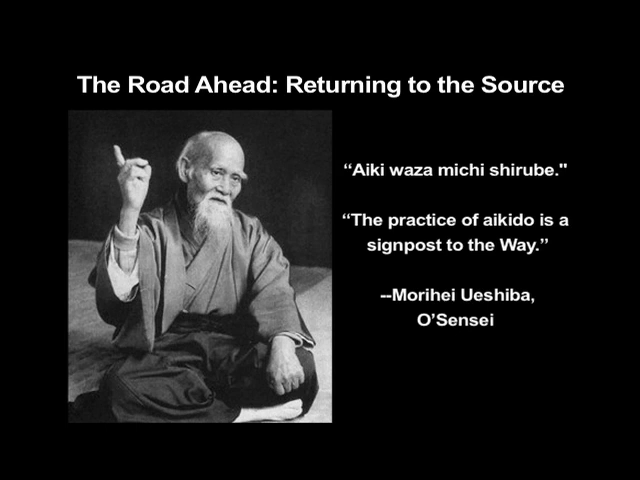 The Road Ahead: Returning to the Source
“Aiki waza michi shirube."
“The practice of aikido is a
signpost to the Way.”
--Morihei Ueshiba,
O’Sensei